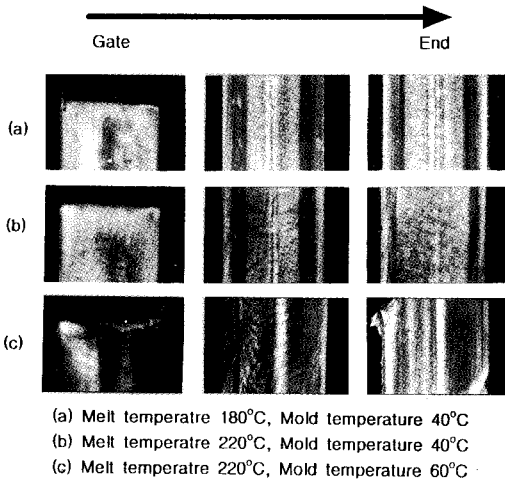 Gate End
(a)
(b)
(c)
(a) Melt temperatre 180°C, Mold temperature 40°C
(b) Melt temperatre 220°C, Mold temperature 40°C
(c) Melt temperatre 220°C, Mold temperature 60°C